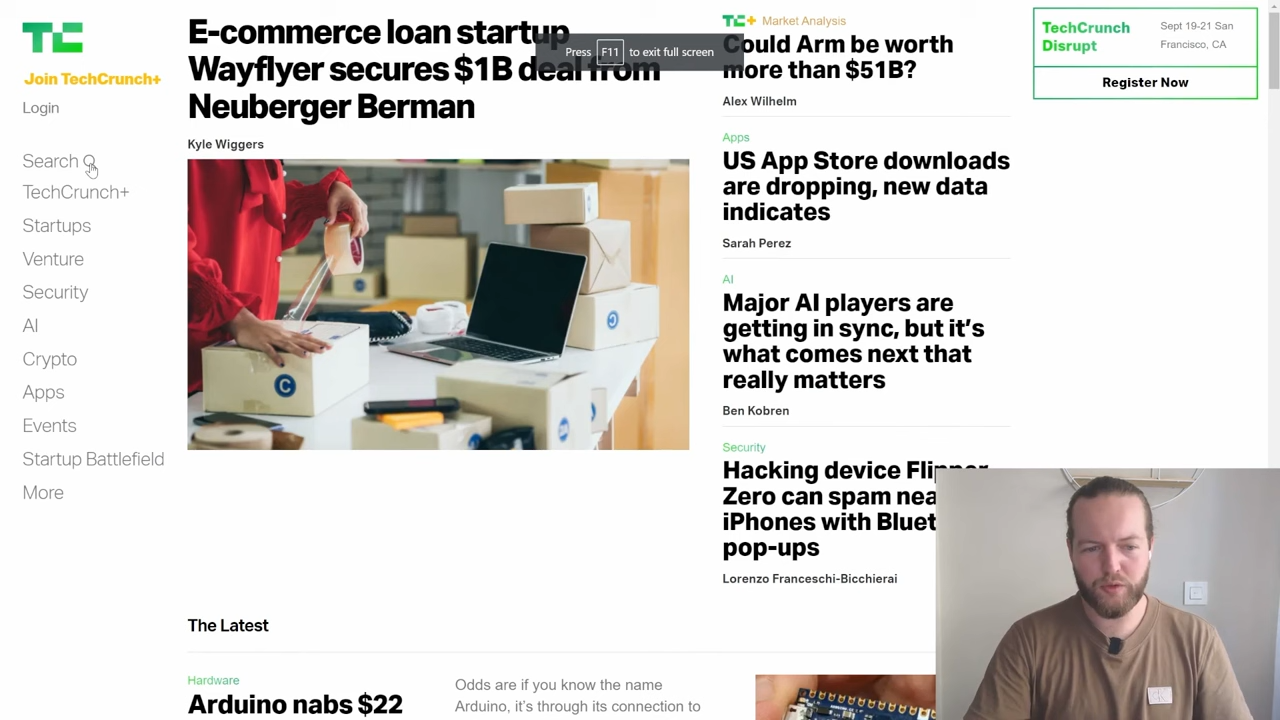 TC
Join TechCrunch+
Login
Search
TechCrunch+
Startups
Venture
Security
AI
Crypto
Apps
Events
Startup Battlefield
More
E-commerce loan startup
Wayflyer secures $1B deal from
Neuberger Berman
Kyle Wiggers
Press F11 to exit full screen
TC+ Market Analysis
Could Arm be worth
more than $51B?
Alex Wilhelm
Apps
US App Store downloads
are dropping, new data
indicates
Sarah Perez
AI
Major AI players are
getting in sync, but it’s
what comes next that
really matters
Ben Kobren
Security
Hacking device Flipper
Zero can spam nea
iPhones with Bluet
pop-ups
Lorenzo Franceschi-Bicchierai
TechCrunch
Disrupt
Sept 19-21 San
Francisco, CA
Register Now
The Latest
Hardware
Arduino nabs $22
Odds are if you know the name
Arduino, it’s through its connection to